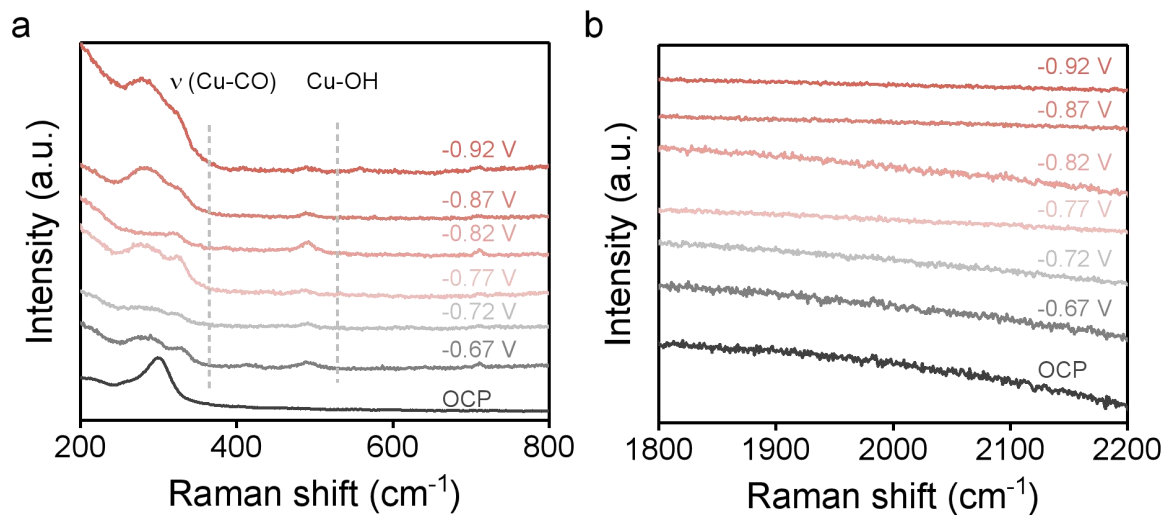 a
ν (Cu-CO)
Cu-OH
-0.92 V
-0.87 V
-0.82 V
-0.77 V
-0.72 V
-0.67 V
OCP
Intensity (a.u.)
200
400
600
800
Raman shift (cm⁻¹)
b
-0.92 V
-0.87 V
-0.82 V
-0.77 V
-0.72 V
-0.67 V
OCP
Intensity (a.u.)
1800
1900
2000
2100
2200
Raman shift (cm⁻¹)